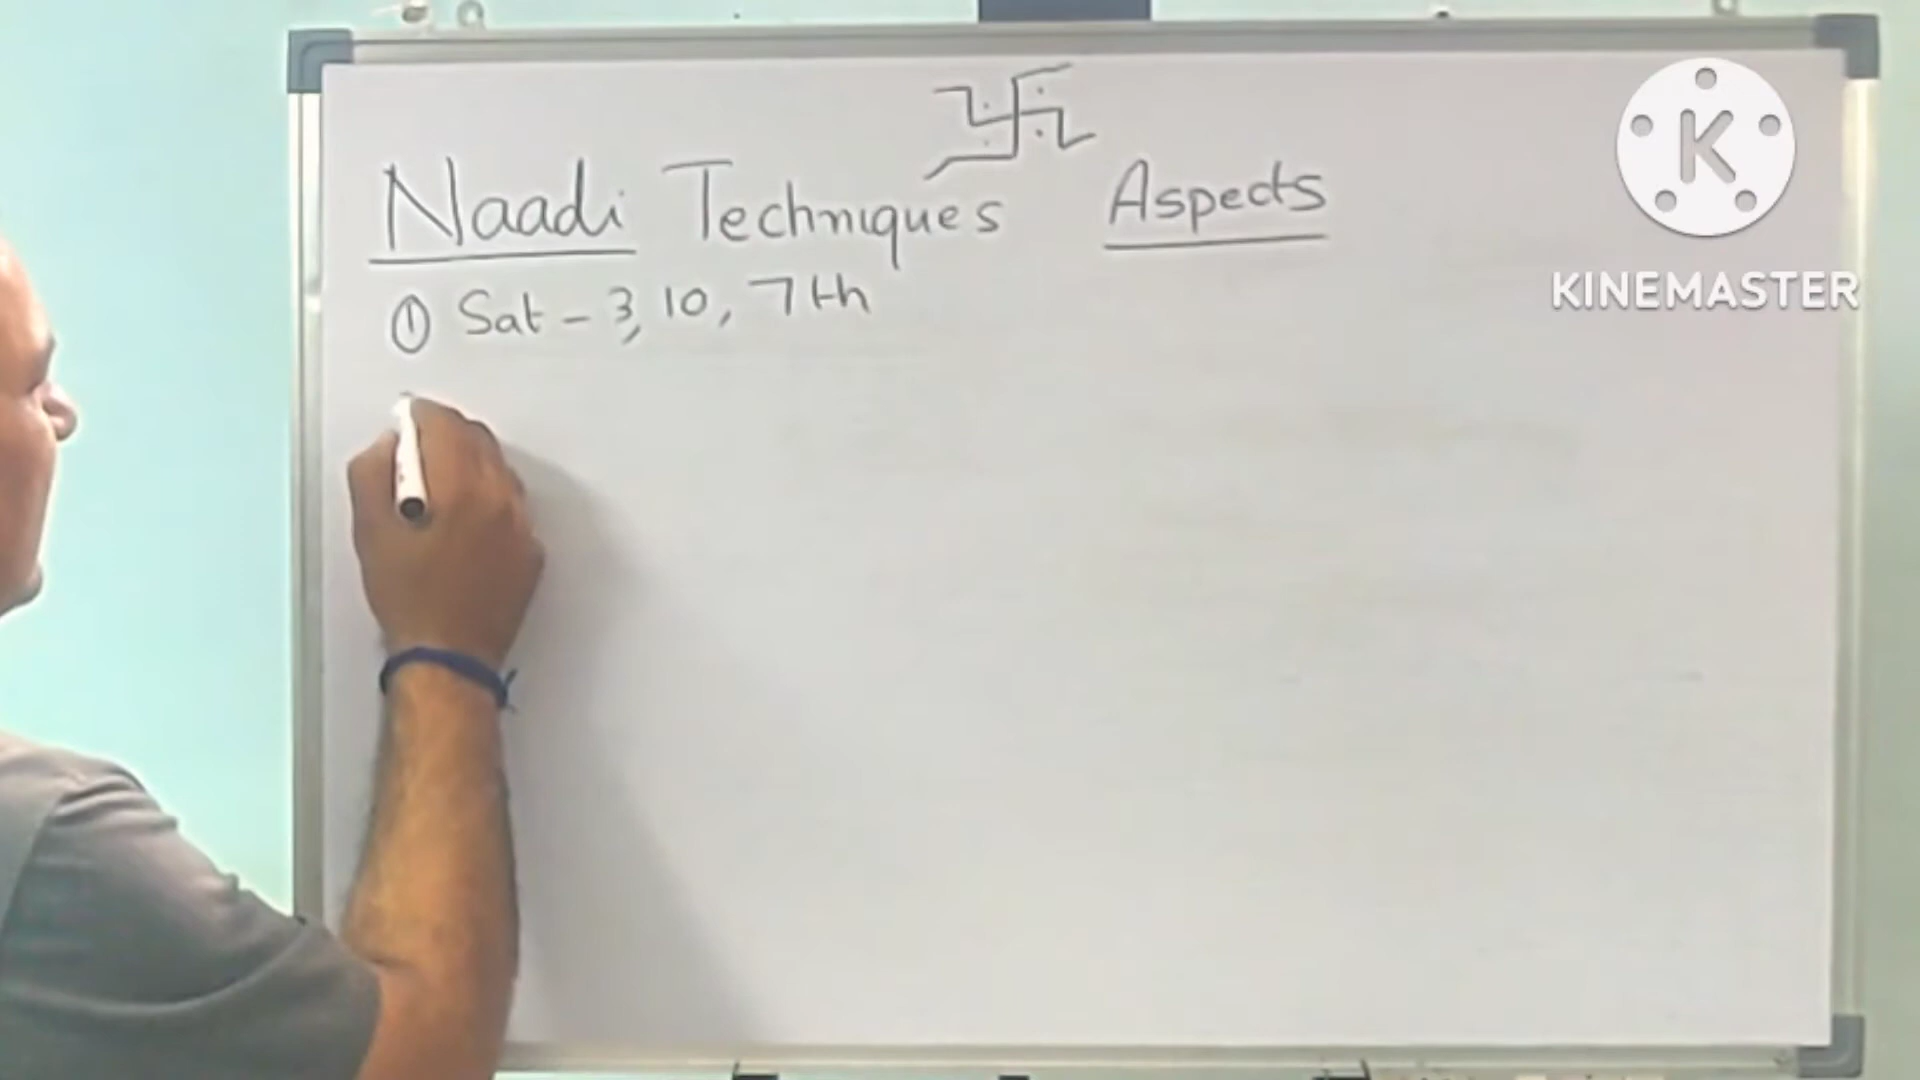 Naadi Techniques Aspects
① Sat - 3, 10, 7th
K
KINEMASTER